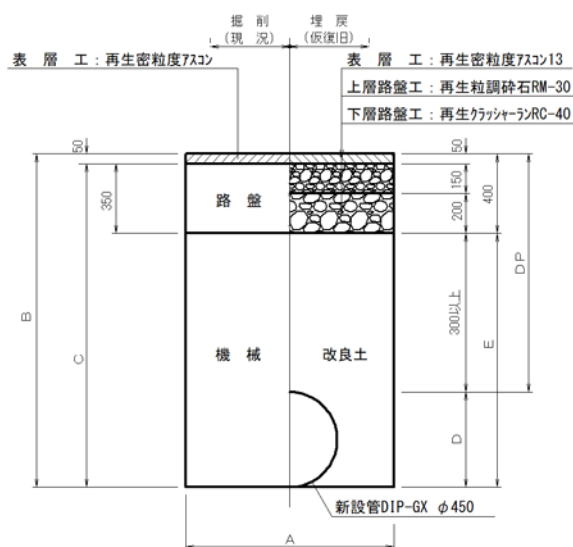 掘 削
(現況)
埋 戻
(仮復旧)
表 層 工：再生密粒度ｱｽｺﾝ
表 層 工：再生密粒度ｱｽｺﾝ13
上層路盤工：再生粒調砕石RM-30
下層路盤工：再生ｸﾗｯｼｬｰﾗﾝRC-40
50
50
350
路 盤
150
200
400
DP
B
C
機 械
改良土
300以上
E
D
新設管DIP-GX φ450
A